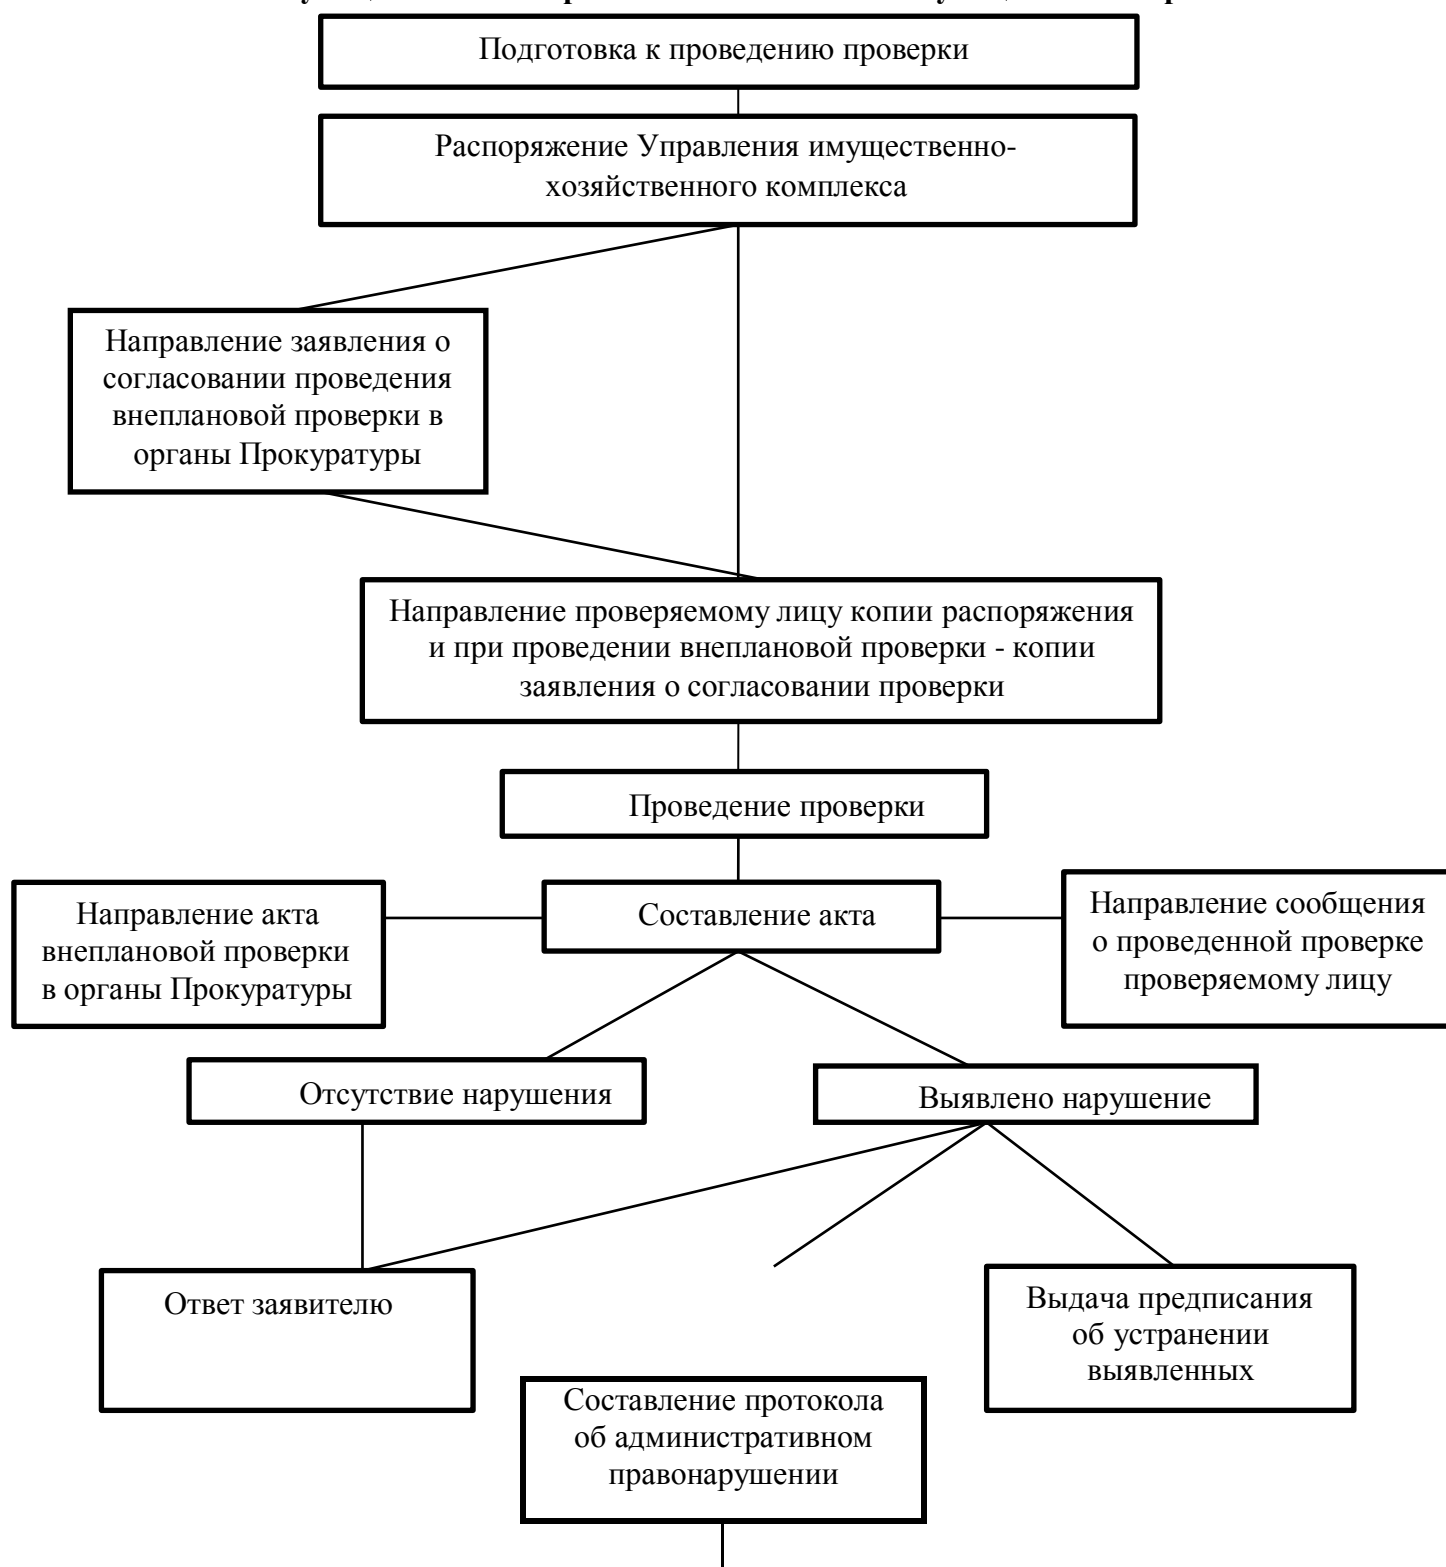 Подготовка к проведению проверки
Распоряжение Управления имущественно-
хозяйственного комплекса
Направление заявления о
согласовании проведения
внеплановой проверки в
органы Прокуратуры
Направление проверяемому лицу копии распоряжения
и при проведении внеплановой проверки - копии
заявления о согласовании проверки
Проведение проверки
Направление акта
внеплановой проверки
в органы Прокуратуры
Составление акта
Направление сообщения
о проведенной проверке
проверяемому лицу
Отсутствие нарушения
Выявлено нарушение
Ответ заявителю
Выдача предписания
об устранении
выявленных
Составление протокола
об административном
правонарушении